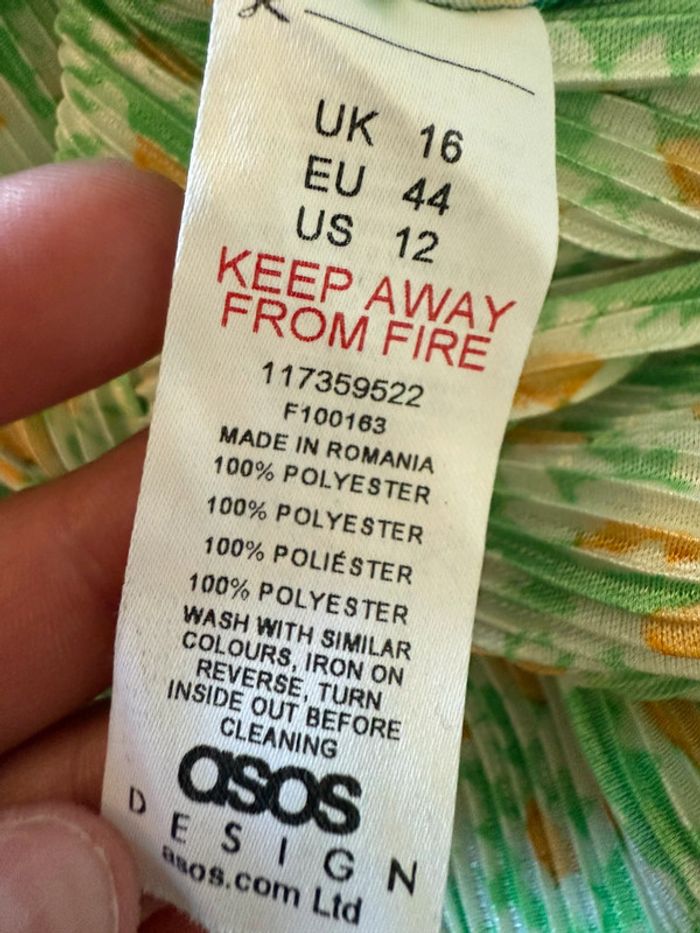 UK 16
EU 44
US 12
KEEP AWAY
FROM FIRE
117359522
F100163
MADE IN ROMANIA
100% POLYESTER
100% POLYESTER
100% POLIÉSTER
100% POLYESTER
WASH WITH SIMILAR
COLOURS, IRON ON
REVERSE, TURN
INSIDE OUT BEFORE
CLEANING
asos
DESIGN
asos.com Ltd